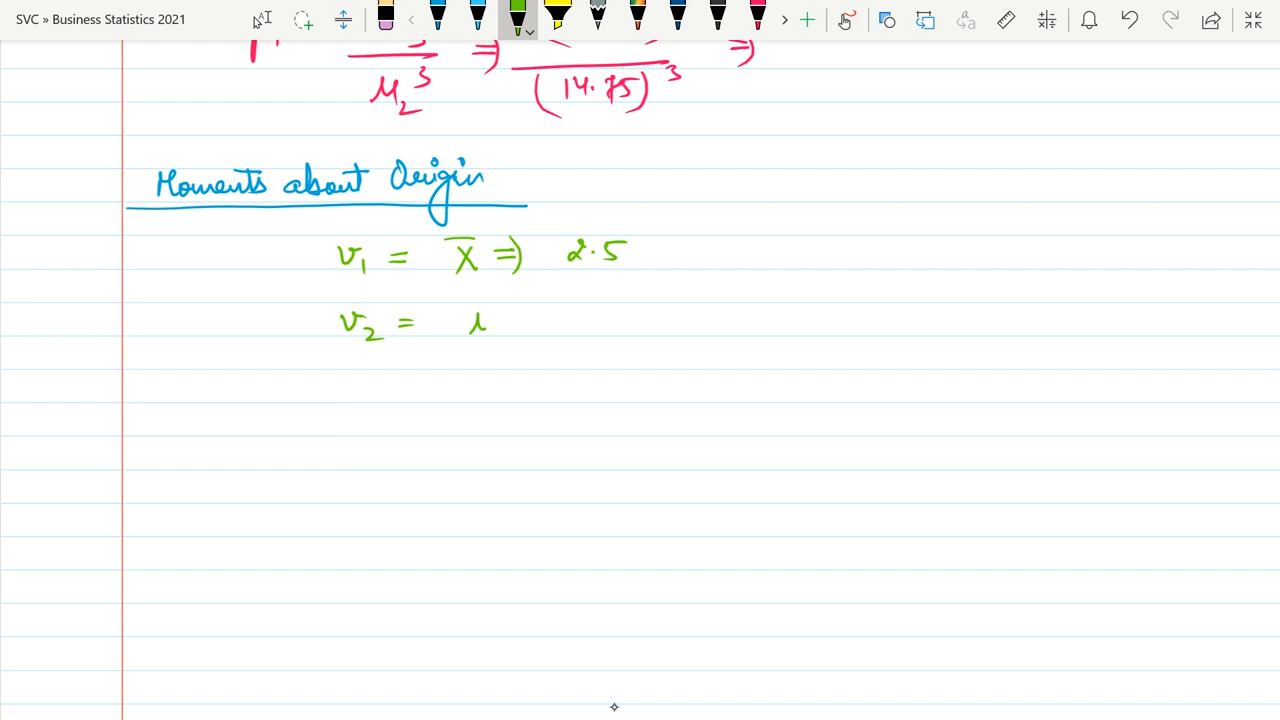 SVC » Business Statistics 2021
μ₂³ ⇒ (14.75)³ ⇒
Moments about Origin
v₁ = X̅ ⇒ 2.5
v₂ =